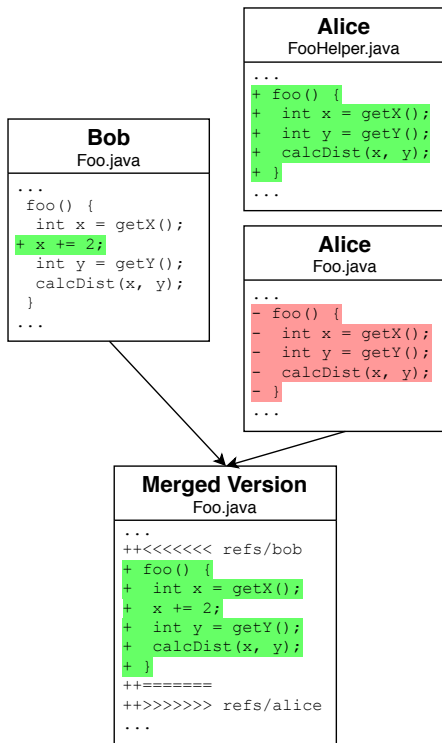 Alice
FooHelper.java
...
+ foo() {
+  int x = getX();
+  int y = getY();
+  calcDist(x, y);
+ }
...
Bob
Foo.java
...
 foo() {
  int x = getX();
+ x += 2;
  int y = getY();
  calcDist(x, y);
 }
...
Alice
Foo.java
...
- foo() {
-  int x = getX();
-  int y = getY();
-  calcDist(x, y);
- }
...
Merged Version
Foo.java
...
++<<<<<<< refs/bob
+ foo() {
+  int x = getX();
+  x += 2;
+  int y = getY();
+  calcDist(x, y);
+ }
++=======
++>>>>>>> refs/alice
...